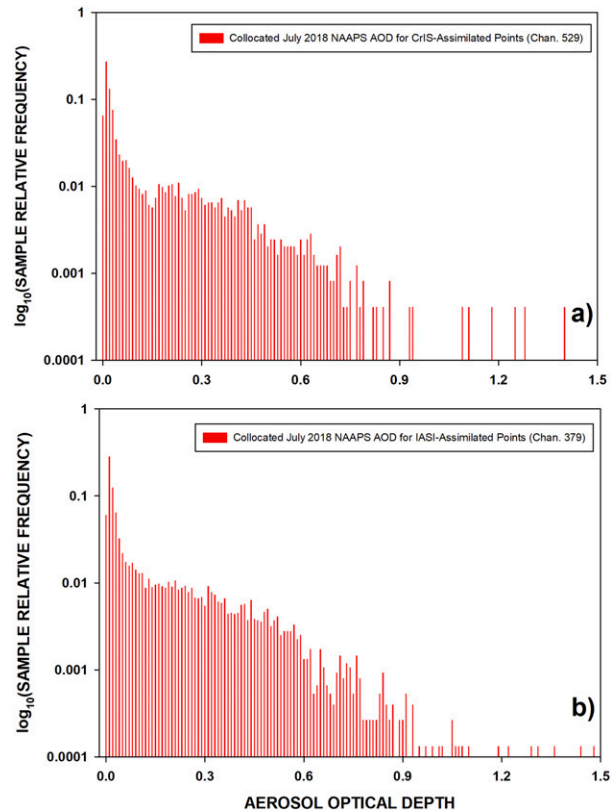 Collocated July 2018 NAAPS AOD for CrIS-Assimilated Points (Chan. 529)
log10(SAMPLE RELATIVE FREQUENCY)
1
0.1
0.01
0.001
0.0001
a)
0.0 0.3 0.6 0.9 1.2 1.5
Collocated July 2018 NAAPS AOD for IASI-Assimilated Points (Chan. 379)
log10(SAMPLE RELATIVE FREQUENCY)
1
0.1
0.01
0.001
0.0001
b)
0.0 0.3 0.6 0.9 1.2 1.5
AEROSOL OPTICAL DEPTH